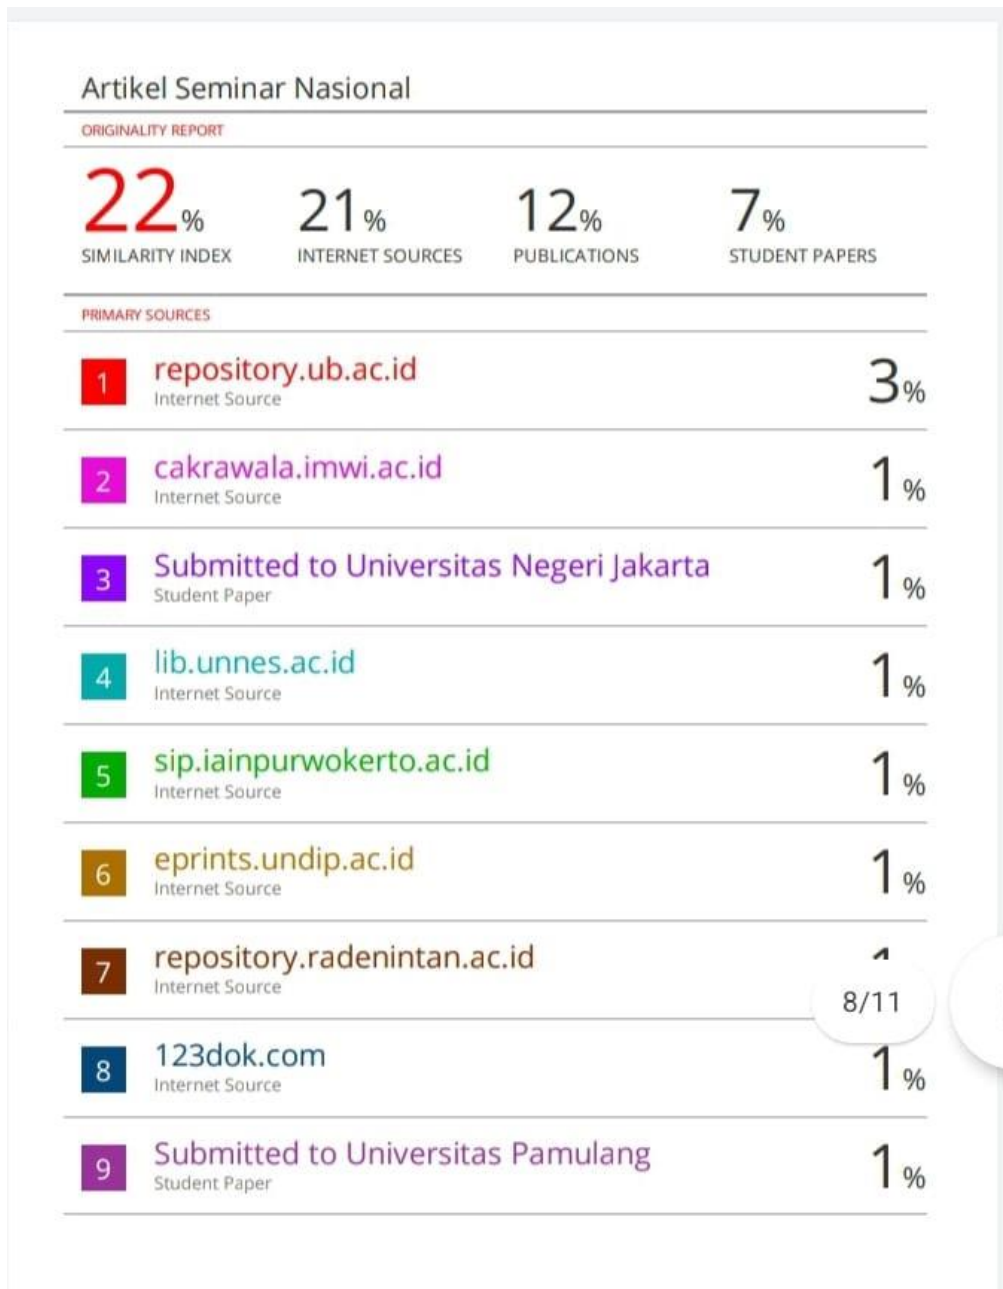 Artikel Seminar Nasional
ORIGINALITY REPORT
22% 21% 12% 7%
SIMILARITY INDEX INTERNET SOURCES PUBLICATIONS STUDENT PAPERS
PRIMARY SOURCES
1 repository.ub.ac.id 3%
Internet Source
2 cakrawala.imwi.ac.id 1%
Internet Source
3 Submitted to Universitas Negeri Jakarta 1%
Student Paper
4 lib.unnes.ac.id 1%
Internet Source
5 sip.iainpurwokerto.ac.id 1%
Internet Source
6 eprints.undip.ac.id 1%
Internet Source
7 repository.radenintan.ac.id
Internet Source
8/11
8 123dok.com 1%
Internet Source
9 Submitted to Universitas Pamulang 1%
Student Paper